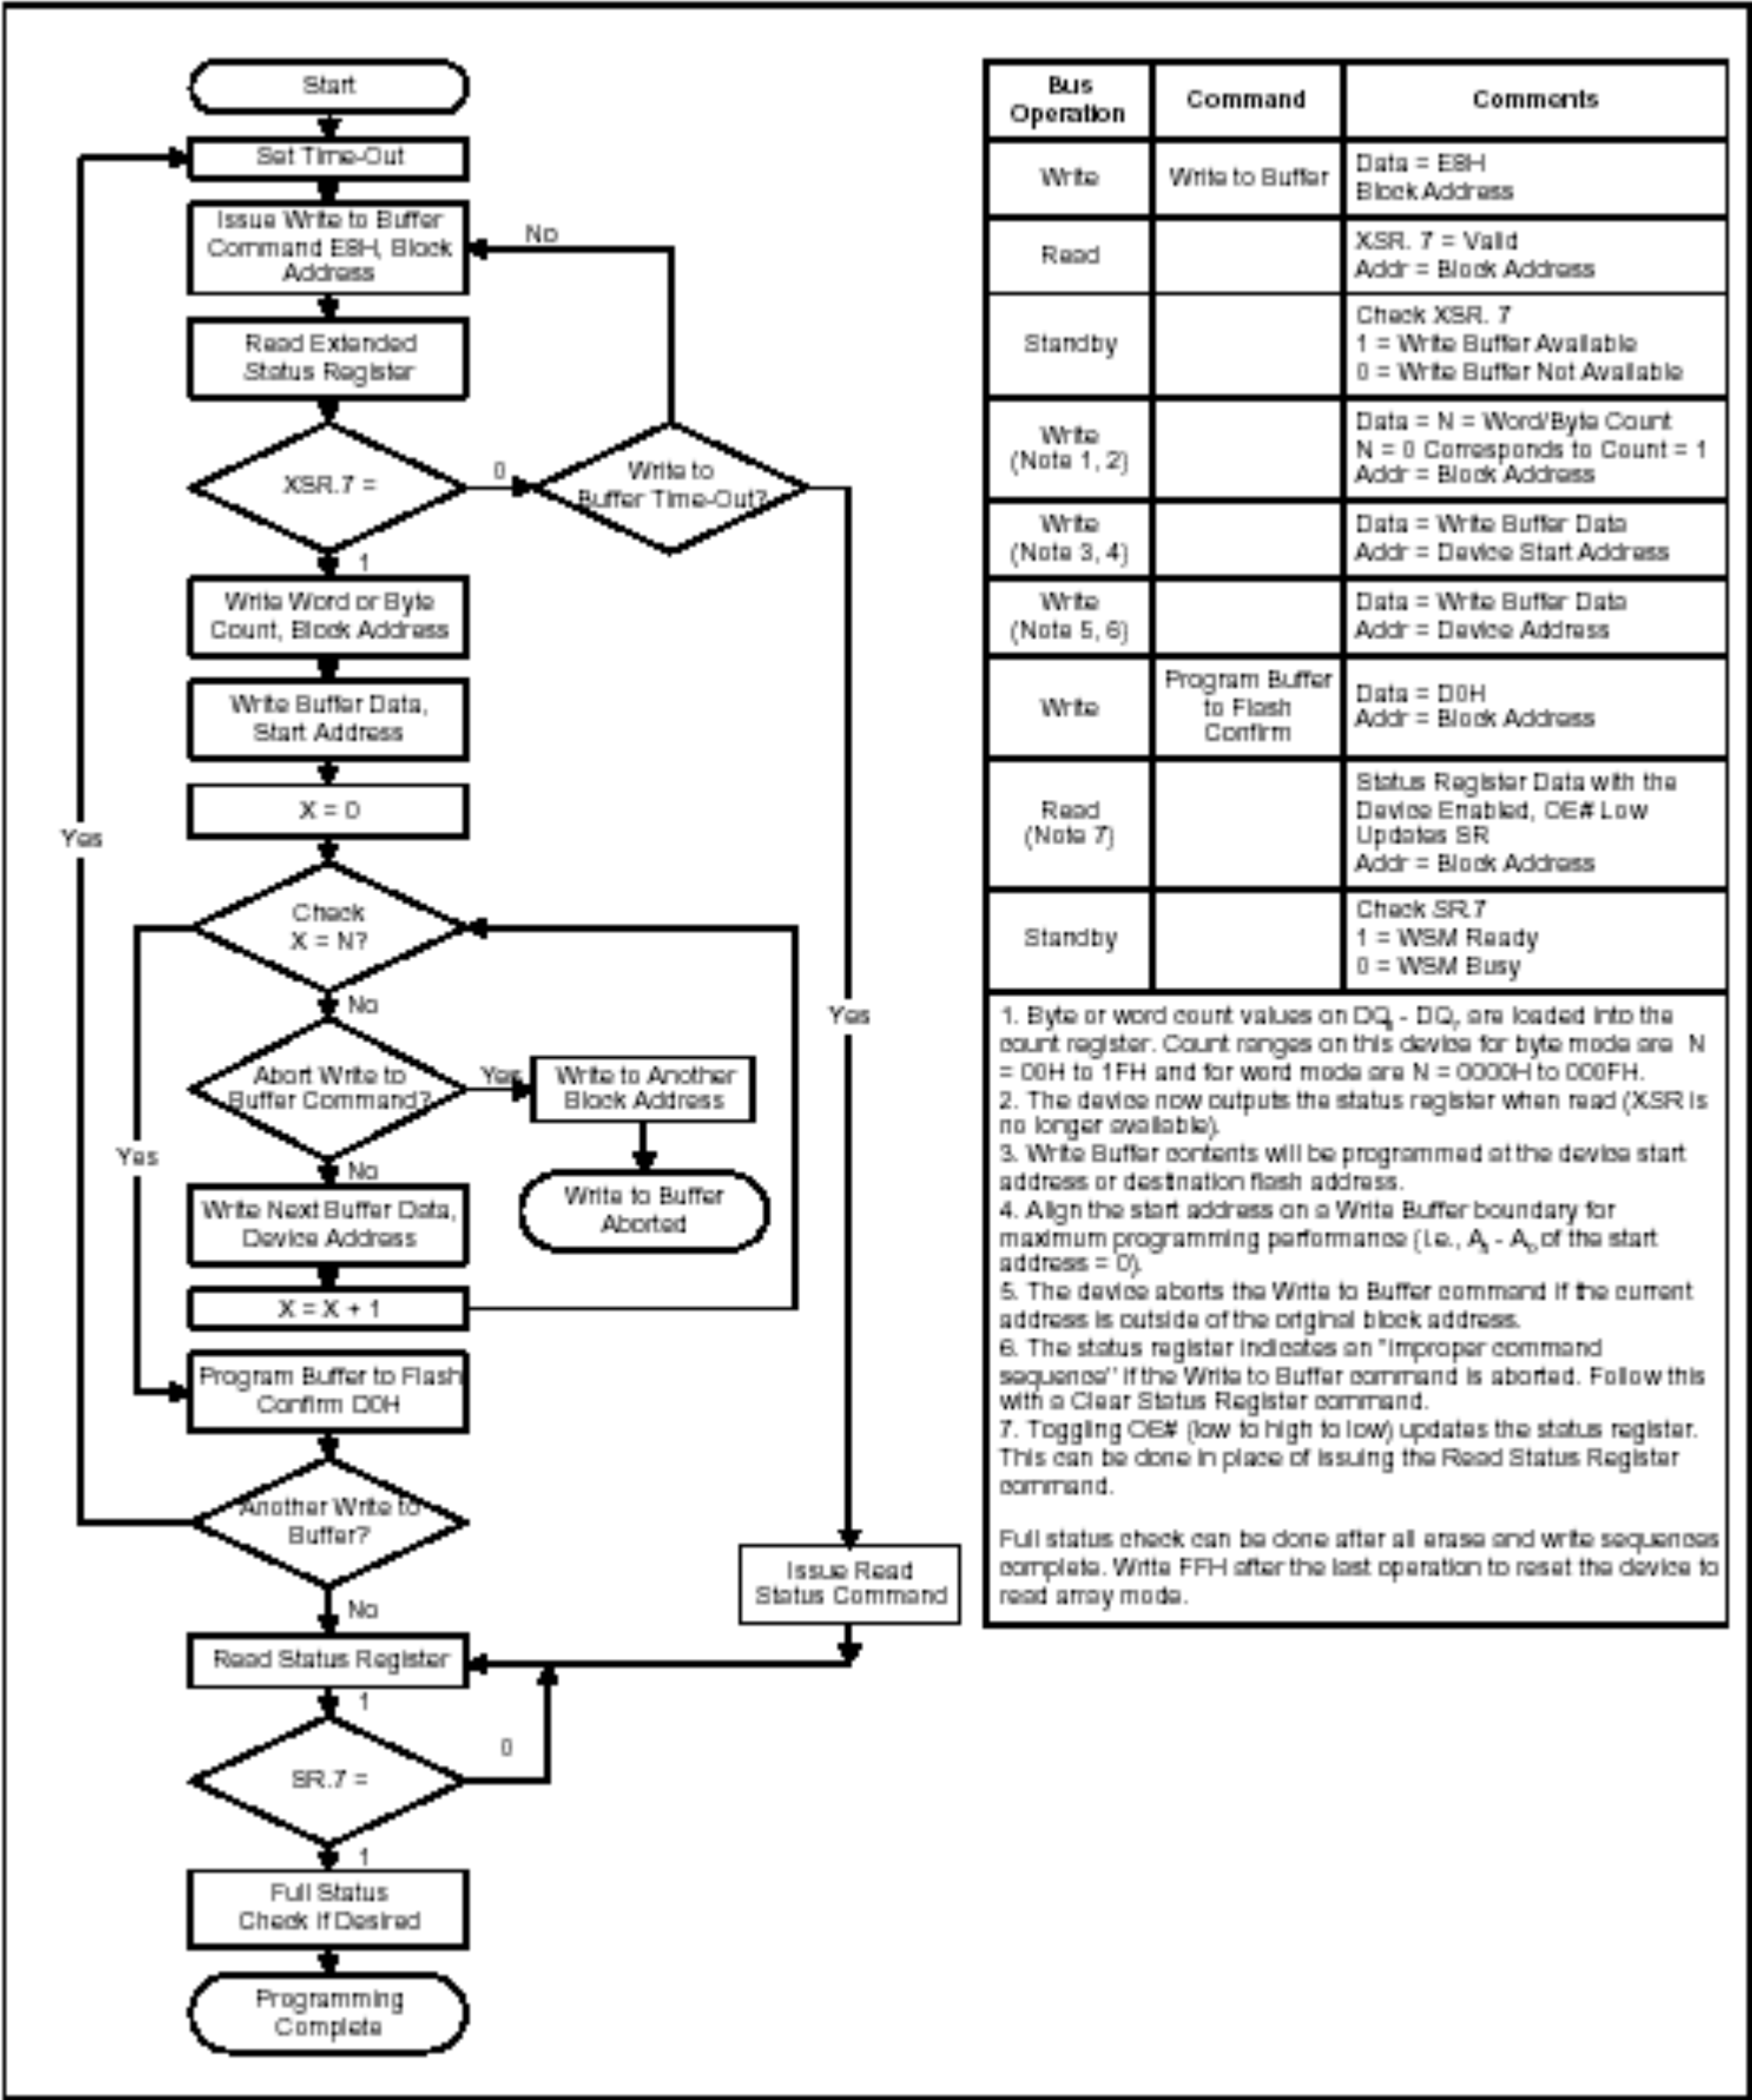 Start
Set Time-Out
Issue Write to Buffer
Command E8H, Block
Address
No
Read Extended
Status Register
XSR.7 =
0
Write to
Buffer Time-Out?
1
Write Word or Byte
Count, Block Address
Write Buffer Data,
Start Address
X = 0
Yes
Check
X = N?
No
Yes
Abort Write to
Buffer Command?
Yes
Write to Another
Block Address
Yes
No
Write to Buffer
Aborted
Write Next Buffer Data,
Device Address
X = X + 1
Program Buffer to Flash
Confirm D0H
Another Write to
Buffer?
Issue Read
Status Command
No
Read Status Register
1
0
SR.7 =
1
Full Status
Check if Desired
Programming
Complete
Bus
Operation
Command
Comments
Write
Write to Buffer
Data = E8H
Block Address
Read
XSR. 7 = Valid
Addr = Block Address
Standby
Check XSR. 7
1 = Write Buffer Available
0 = Write Buffer Not Available
Write
(Note 1, 2)
Data = N = Word/Byte Count
N = 0 Corresponds to Count = 1
Addr = Block Address
Write
(Note 3, 4)
Data = Write Buffer Data
Addr = Device Start Address
Write
(Note 5, 6)
Data = Write Buffer Data
Addr = Device Address
Write
Program Buffer
to Flash
Confirm
Data = D0H
Addr = Block Address
Read
(Note 7)
Status Register Data with the
Device Enabled, OE# Low
Updates SR
Addr = Block Address
Standby
Check SR.7
1 = WSM Ready
0 = WSM Busy
1. Byte or word count values on DQ - DQ are loaded into the
count register. Count ranges on this device for byte mode are N
= 00H to 1FH and for word mode are N = 0000H to 000FH.
2. The device now outputs the status register when read (XSR is
no longer available).
3. Write Buffer contents will be programmed at the device start
address or destination flash address.
4. Align the start address on a Write Buffer boundary for
maximum programming performance (i.e., A - A of the start
address = 0).
5. The device aborts the Write to Buffer command if the current
address is outside of the original block address.
6. The status register indicates an "improper command
sequence" if the Write to Buffer command is aborted. Follow this
with a Clear Status Register command.
7. Toggling OE# (low to high to low) updates the status register.
This can be done in place of issuing the Read Status Register
command.
Full status check can be done after all erase and write sequences
complete. Write FFH after the last operation to reset the device to
read array mode.